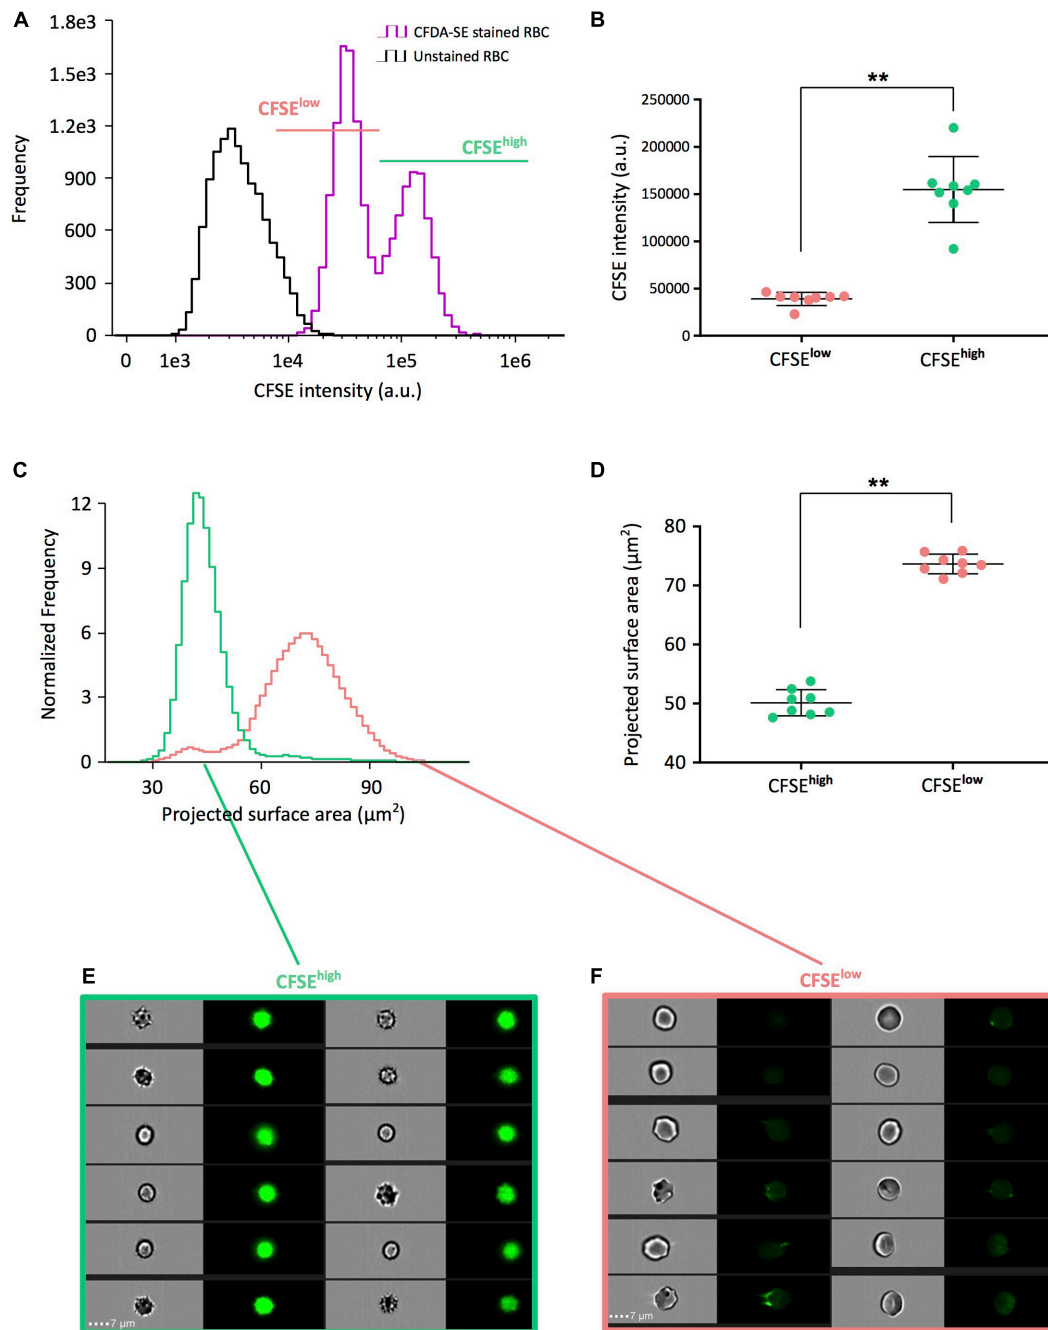 A
1.8e3
1.5e3
1.2e3
900
600
300
0
Frequency
CFDA-SE stained RBC
Unstained RBC
CFSElow
CFSEhigh
0 1e3 1e4 1e5 1e6
CFSE intensity (a.u.)
B
**
250000
200000
150000
100000
50000
0
CFSE intensity (a.u.)
CFSElow CFSEhigh
C
12
9
6
3
0
Normalized Frequency
30 60 90
Projected surface area (µm2)
D
**
80
70
60
50
40
Projected surface area (µm2)
CFSEhigh CFSElow
E
CFSEhigh
7 µm
F
CFSElow
7 µm